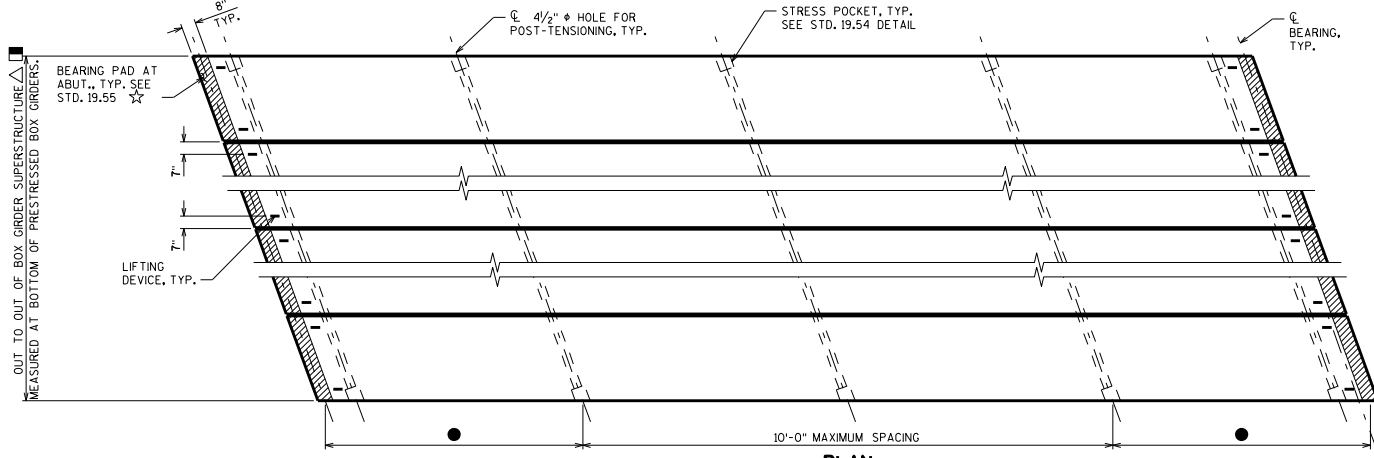 8"
TYP.
℄ 4½" ϕ HOLE FOR
POST-TENSIONING, TYP.
STRESS POCKET, TYP.
SEE STD. 19.54 DETAIL
℄
BEARING,
TYP.
BEARING PAD AT
ABUT., TYP. SEE
STD. 19.55 ☆
OUT TO OUT OF BOX GIRDER SUPERSTRUCTURE.
MEASURED AT BOTTOM OF PRESTRESSED BOX GIRDERS.
7"
7"
LIFTING
DEVICE, TYP.
10'-0" MAXIMUM SPACING